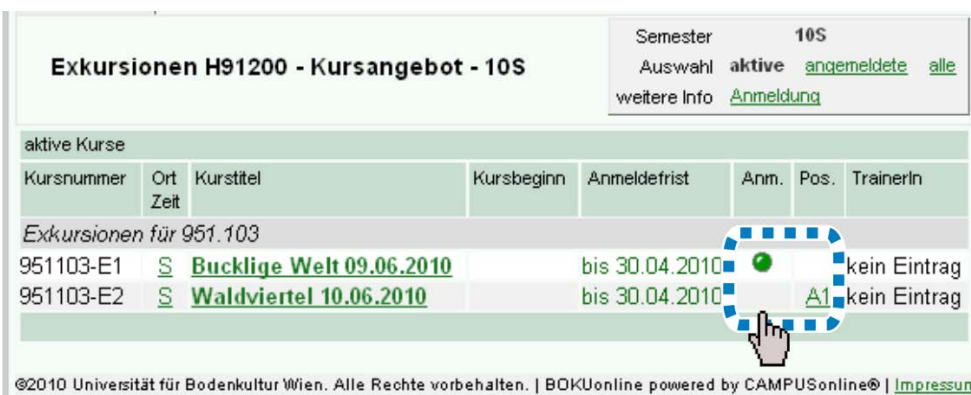 Exkursionen H91200 - Kursangebot - 10S
Semester 10S
Auswahl aktive angemeldete alle
weitere Info Anmeldung
aktive Kurse
Kursnummer Ort Zeit Kurstitel Kursbeginn Anmeldefrist Anm. Pos. TrainerIn
Exkursionen für 951.103
951103-E1 S Bucklige Welt 09.06.2010 bis 30.04.2010 kein Eintrag
951103-E2 S Waldviertel 10.06.2010 bis 30.04.2010 A1 kein Eintrag
©2010 Universität für Bodenkultur Wien. Alle Rechte vorbehalten. | BOKUonline powered by CAMPUSonline® | Impressum